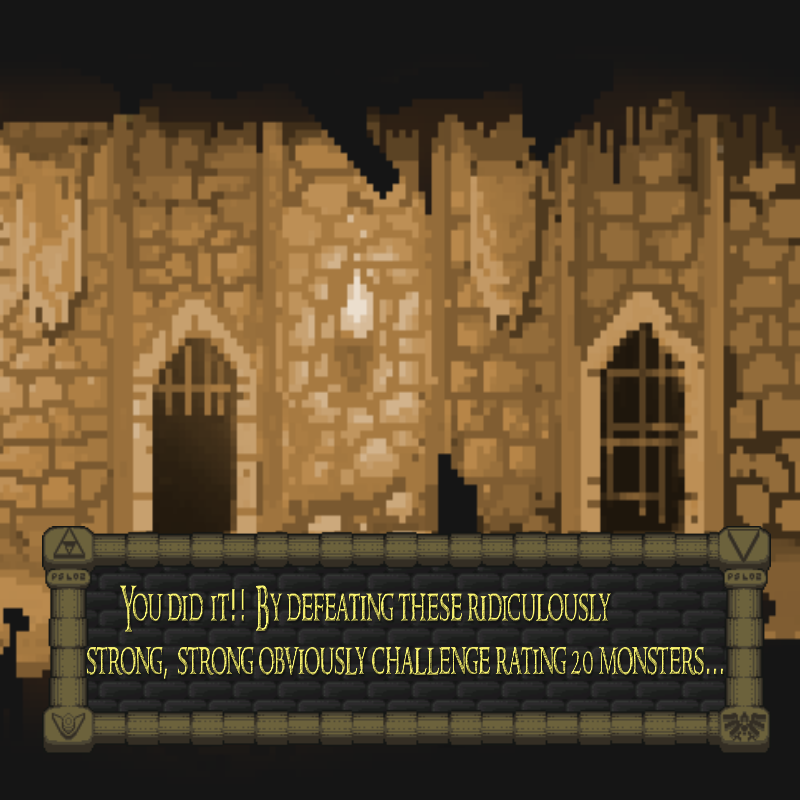 You did it!! By defeating these ridiculously
strong, strong obviously challenge rating 20 monsters...